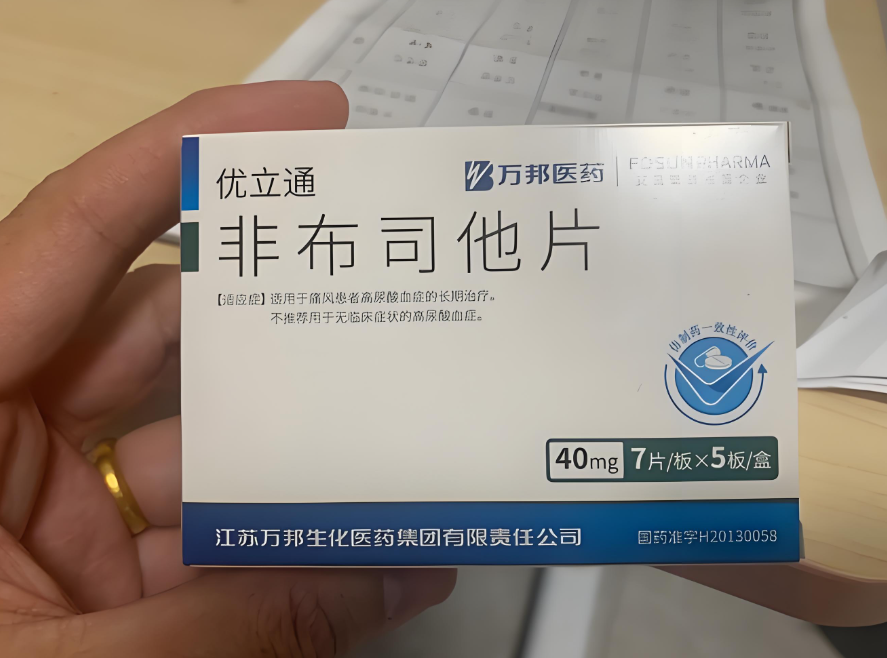 优立通
万邦医药
FOSUN PHARMA
非布司他片
【适应症】适用于痛风患者高尿酸血症的长期治疗。
不推荐用于无临床症状的高尿酸血症。
仿制药一致性评价
40mg 7片/板×5板/盒
江苏万邦生化医药集团有限责任公司
国药准字H20130058